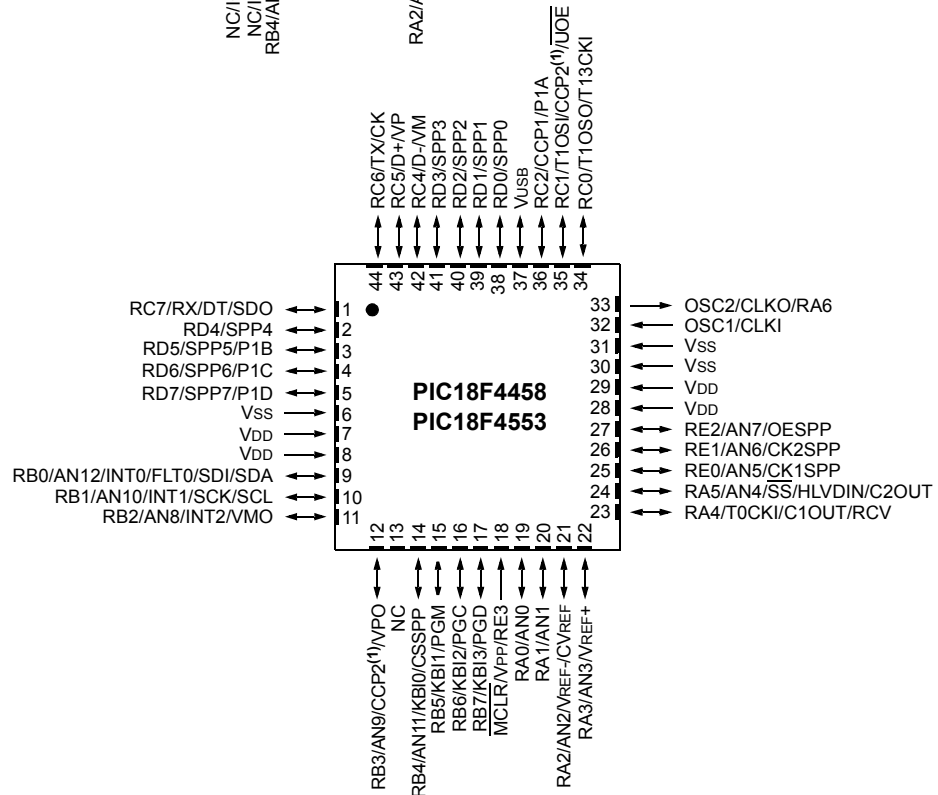 NC/I
NC/I
RB4/A
RA2/A
RC6/TX/CK
RC5/D+/VP
RC4/D-/VM
RD3/SPP3
RD2/SPP2
RD1/SPP1
RD0/SPP0
VUSB
RC2/CCP1/P1A
RC1/T1OSI/CCP2(1)/UOE
RC0/T1OSO/T13CKI
44
43
42
41
40
39
38
37
36
35
34
RC7/RX/DT/SDO 1
RD4/SPP4 2
RD5/SPP5/P1B 3
RD6/SPP6/P1C 4
RD7/SPP7/P1D 5
VSS 6
VDD 7
VDD 8
RB0/AN12/INT0/FLT0/SDI/SDA 9
RB1/AN10/INT1/SCK/SCL 10
RB2/AN8/INT2/VMO 11
PIC18F4458
PIC18F4553
33 OSC2/CLKO/RA6
32 OSC1/CLKI
31 VSS
30 VSS
29 VDD
28 VDD
27 RE2/AN7/OESPP
26 RE1/AN6/CK2SPP
25 RE0/AN5/CK1SPP
24 RA5/AN4/SS/HLVDIN/C2OUT
23 RA4/T0CKI/C1OUT/RCV
12
13
14
15
16
17
18
19
20
21
22
RB3/AN9/CCP2(1)/VPO
NC
RB4/AN11/KBI0/CSSPP
RB5/KBI1/PGM
RB6/KBI2/PGC
RB7/KBI3/PGD
MCLR/VPP/RE3
RA0/AN0
RA1/AN1
RA2/AN2/VREF-/CVREF
RA3/AN3/VREF+